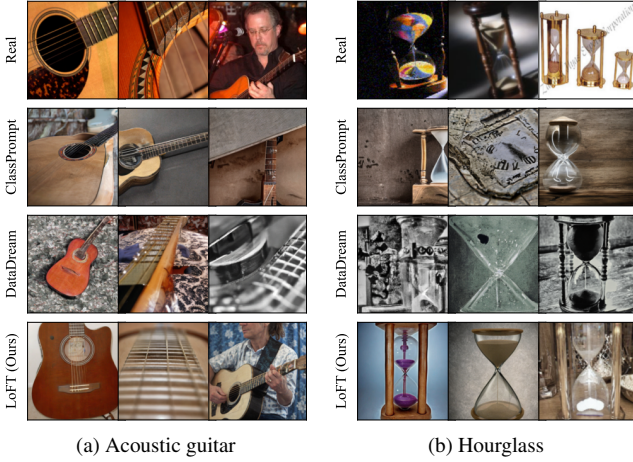 Real
ClassPrompt
DataDream
LoFT (Ours)
(a) Acoustic guitar
Real
ClassPrompt
DataDream
LoFT (Ours)
(b) Hourglass